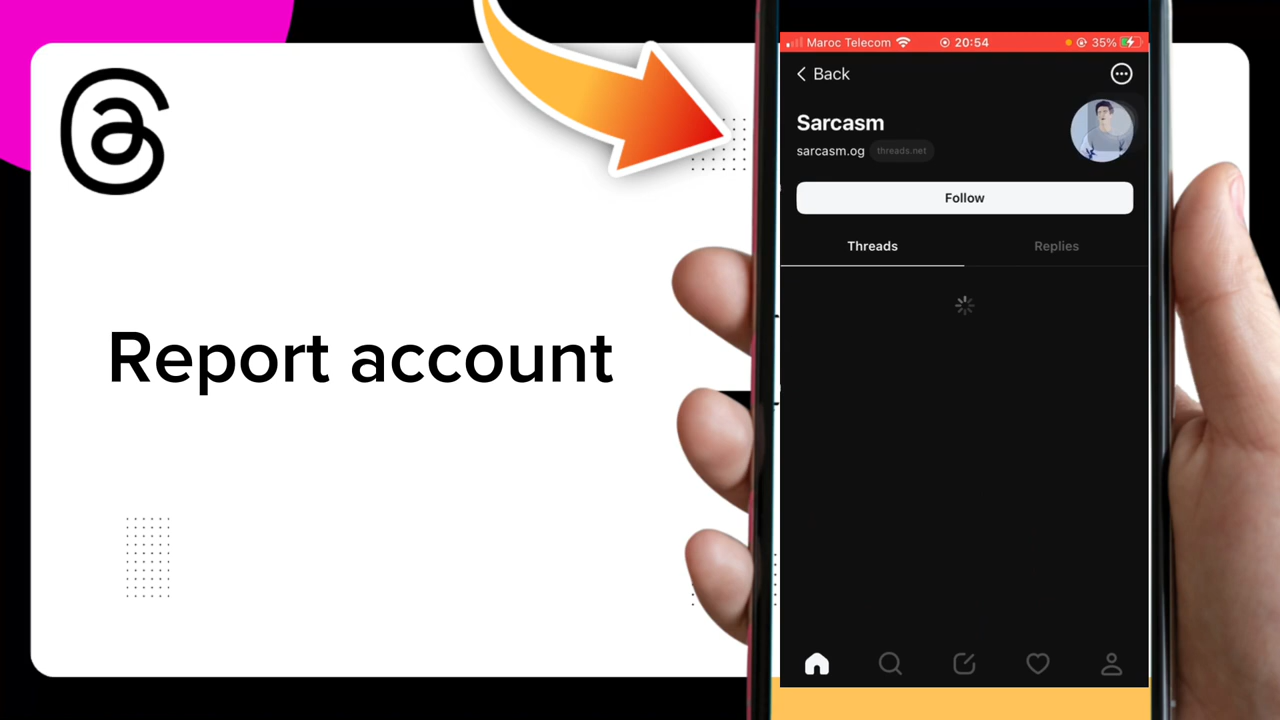 Maroc Telecom 20:54 35%
Back
Sarcasm
sarcasm.og threads.net
Follow
Threads Replies
Report account